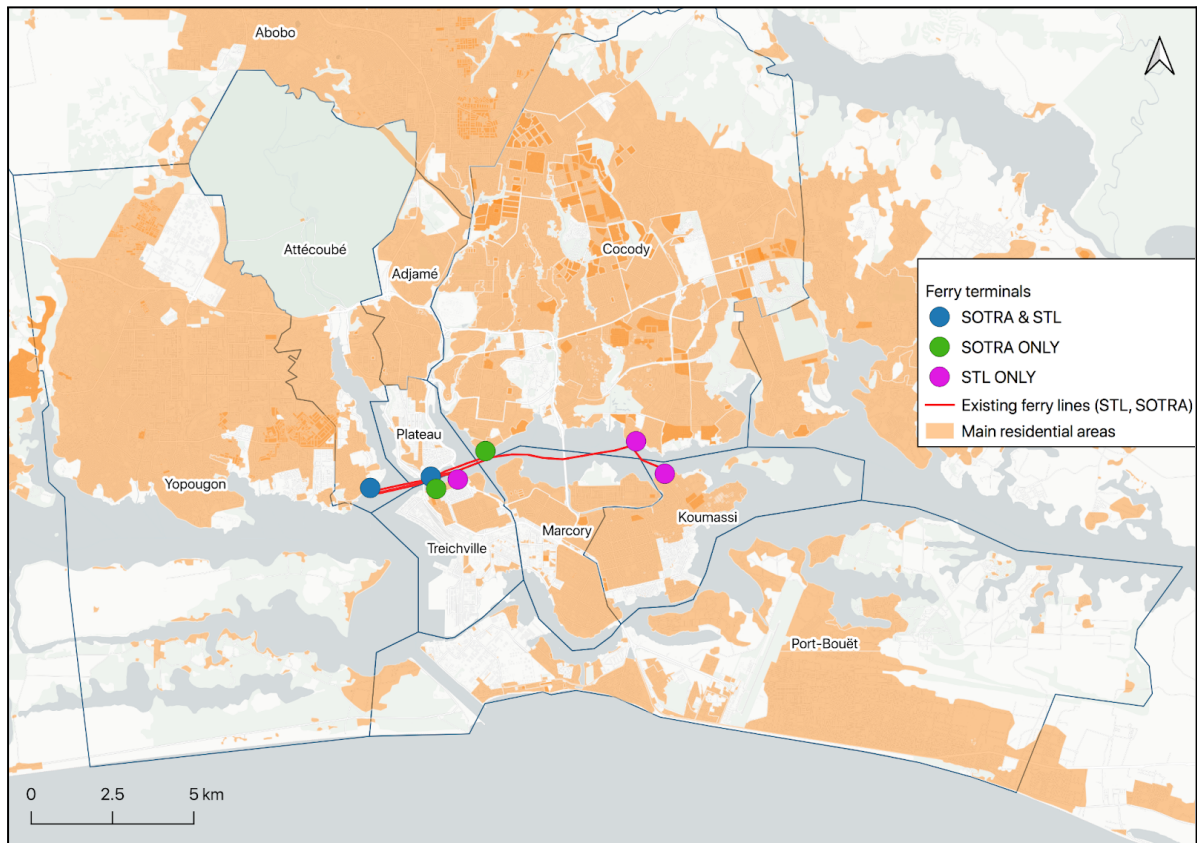 Abobo
Attécoubé
Adjamé
Cocody
Ferry terminals
SOTRA & STL
SOTRA ONLY
STL ONLY
Existing ferry lines (STL, SOTRA)
Main residential areas
Plateau
Yopougon
Treichville
Marcory
Koumassi
Port-Bouët
0 2.5 5 km